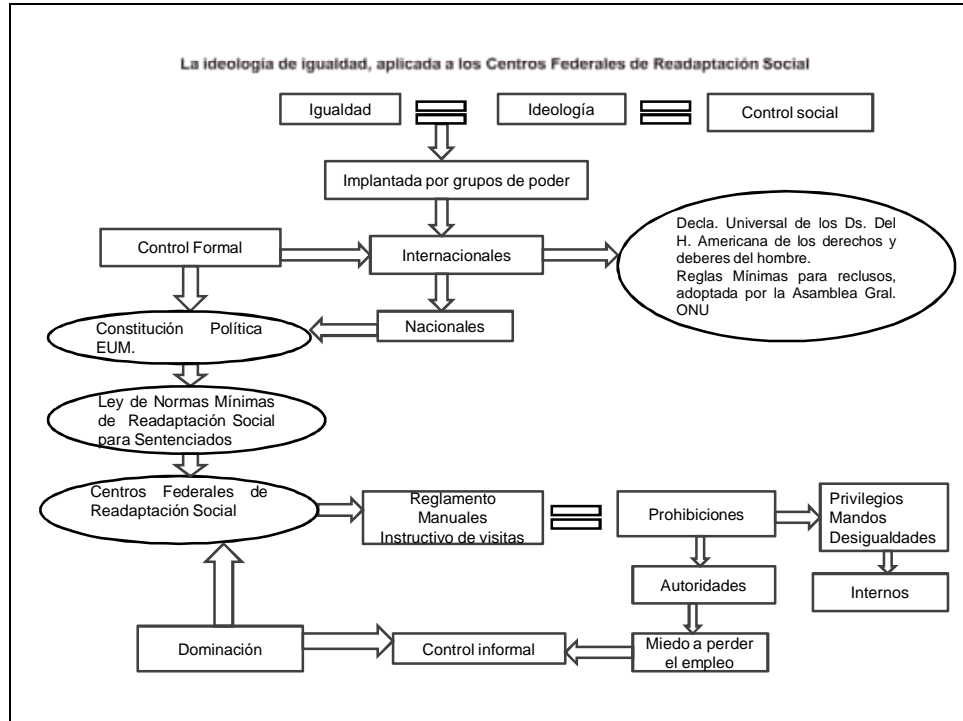 La ideología de igualdad, aplicada a los Centros Federales de Readaptación Social
Igualdad
Ideología
Control social
Implantada por grupos de poder
Control Formal
Internacionales
Decla. Universal de los Ds. Del
H. Americana de los derechos y
deberes del hombre.
Reglas Mínimas para reclusos,
adoptada por la Asamblea Gral.
ONU
Constitución Política
EUM.
Nacionales
Ley de Normas Mínimas
de Readaptación Social
para Sentenciados
Centros Federales de
Readaptación Social
Reglamento
Manuales
Instructivo de visitas
Prohibiciones
Privilegios
Mandos
Desigualdades
Autoridades
Internos
Dominación
Control informal
Miedo a perder
el empleo